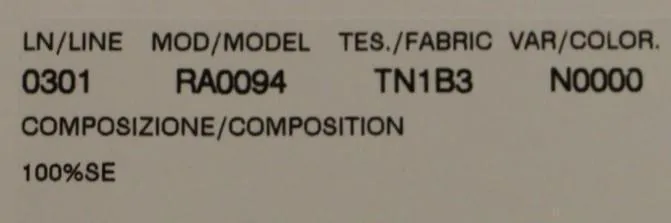 LN/LINE MOD/MODEL TES./FABRIC VAR/COLOR.
0301 RA0094 TN1B3 N0000
COMPOSIZIONE/COMPOSITION
100%SE